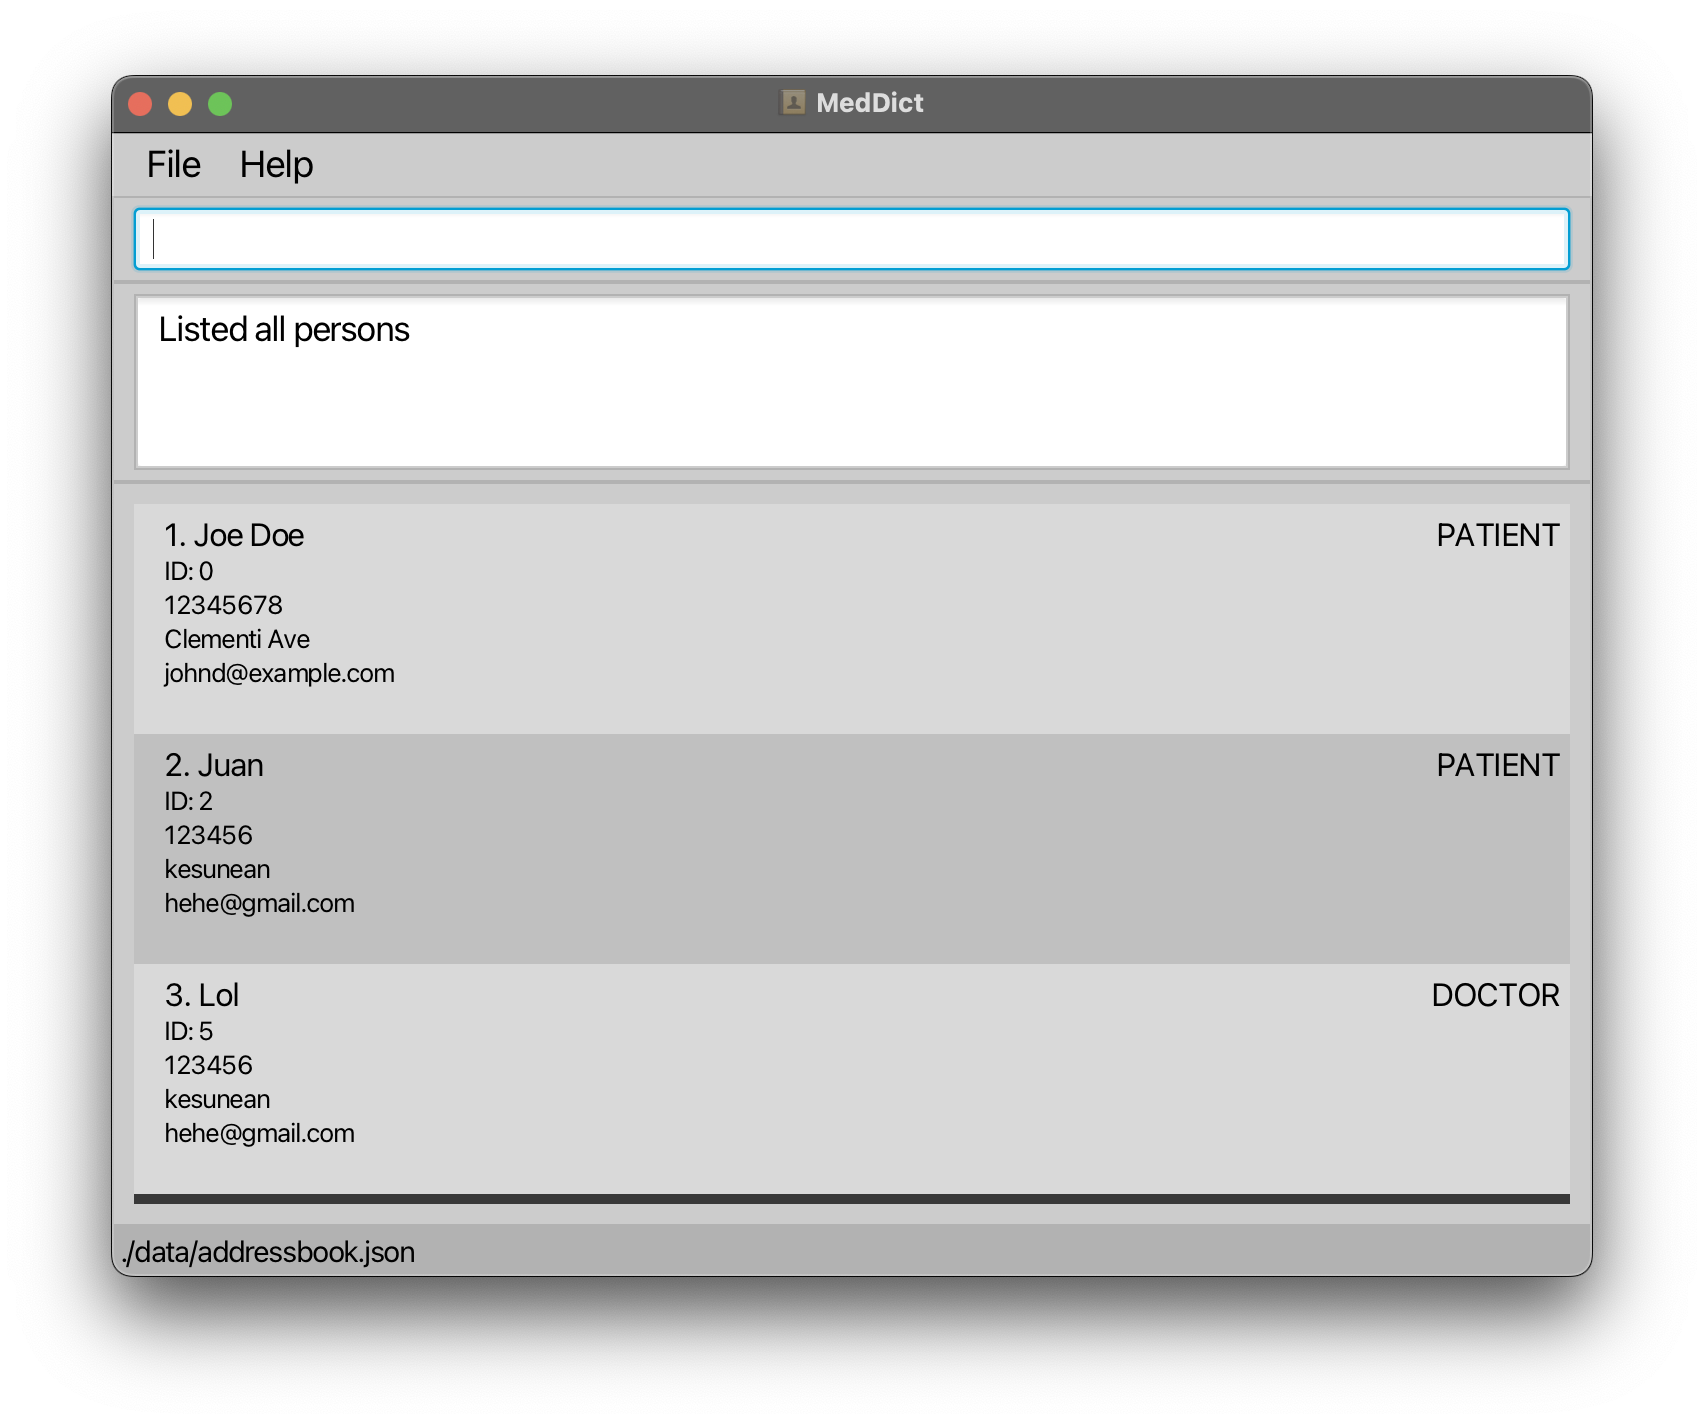 MedDict
File Help
Listed all persons
1. Joe Doe PATIENT
ID: 0
12345678
Clementi Ave
johnd@example.com
2. Juan PATIENT
ID: 2
123456
kesunean
hehe@gmail.com
3. Lol DOCTOR
ID: 5
123456
kesunean
hehe@gmail.com
./data/addressbook.json